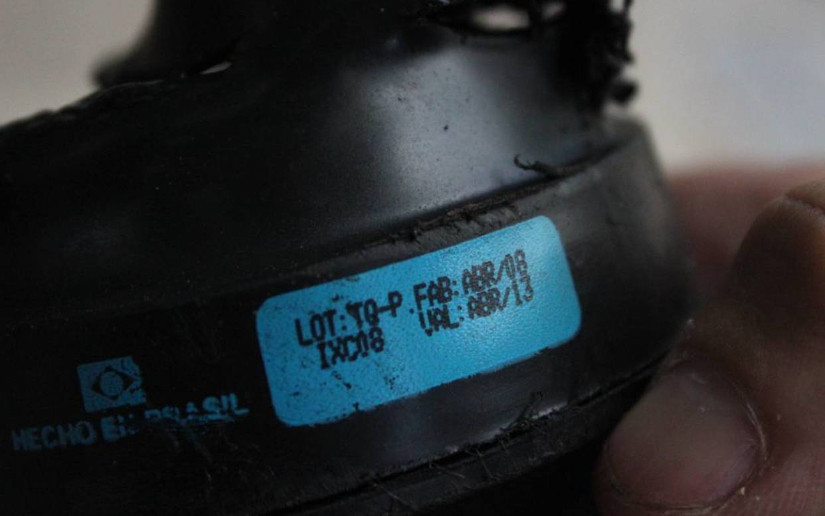 LOT: TQ-P FAB: ABR/08
IXC08 VAL: ABR/13
HECHO EN BRASIL